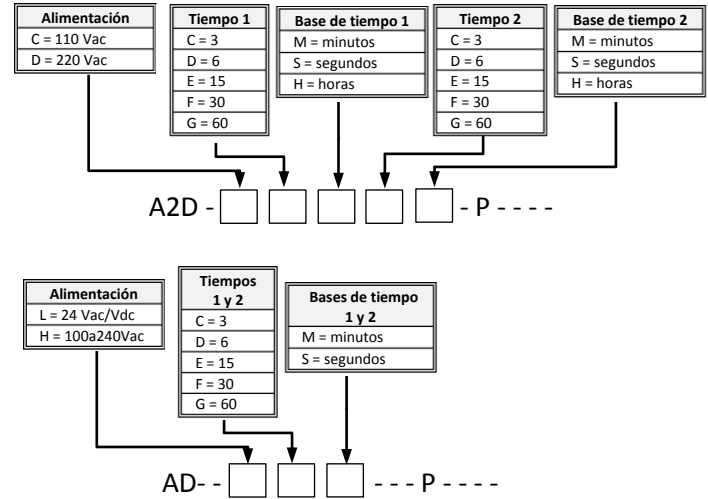 Alimentación
C = 110 Vac
D = 220 Vac
Tiempo 1
C = 3
D = 6
E = 15
F = 30
G = 60
Base de tiempo 1
M = minutos
S = segundos
H = horas
Tiempo 2
C = 3
D = 6
E = 15
F = 30
G = 60
Base de tiempo 2
M = minutos
S = segundos
H = horas
A2D - - P - - - -
Alimentación
L = 24 Vac/Vdc
H = 100a240Vac
Tiempos
1 y 2
C = 3
D = 6
E = 15
F = 30
G = 60
Bases de tiempo
1 y 2
M = minutos
S = segundos
AD- - - - - P - - - -